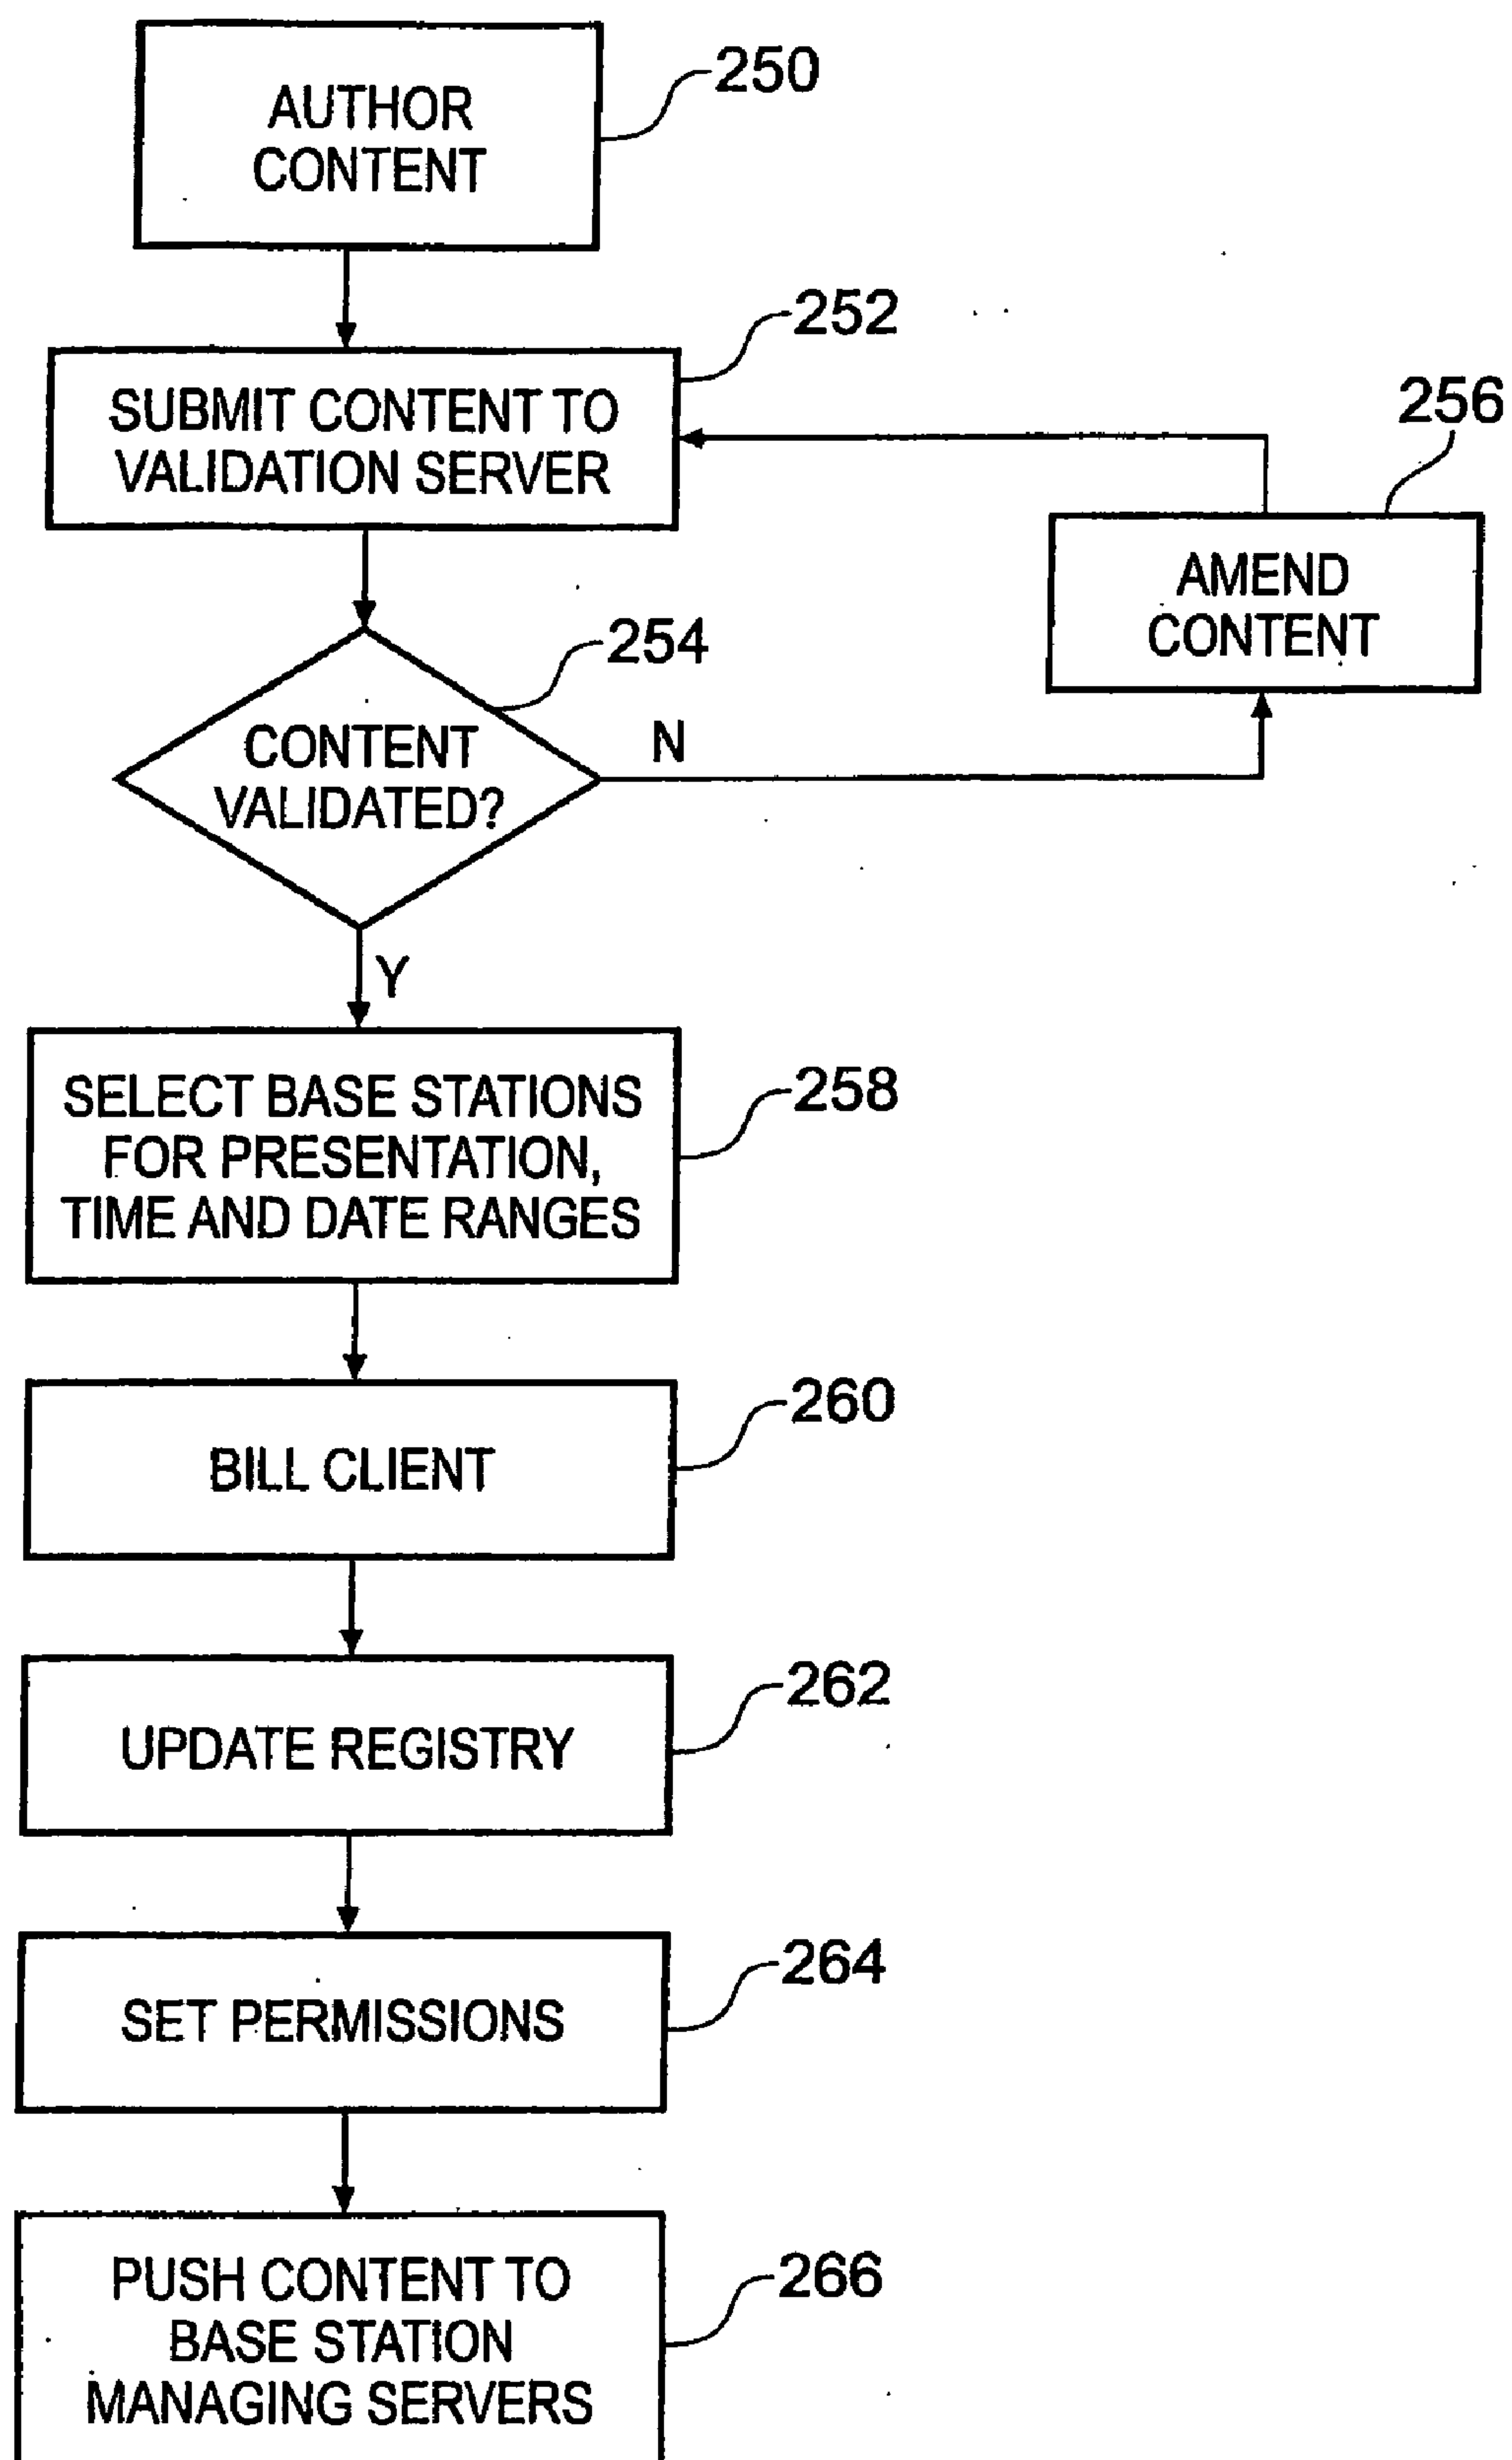 250
AUTHOR
CONTENT
252
SUBMIT CONTENT TO
VALIDATION SERVER
256
AMEND
CONTENT
254
CONTENT
VALIDATED?
N
Y
258
SELECT BASE STATIONS
FOR PRESENTATION,
TIME AND DATE RANGES
260
BILL CLIENT
262
UPDATE REGISTRY
264
SET PERMISSIONS
266
PUSH CONTENT TO
BASE STATION
MANAGING SERVERS